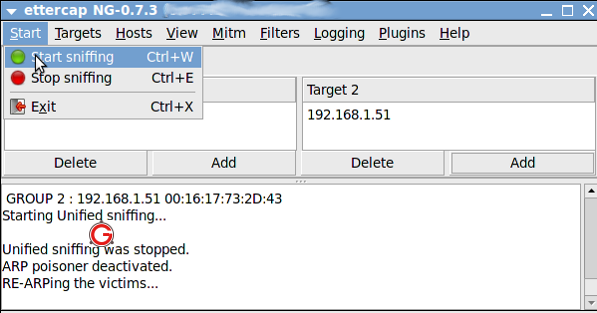 ettercap NG-0.7.3
Start Targets Hosts View Mitm Filters Logging Plugins Help
Start sniffing Ctrl+W
Stop sniffing Ctrl+E
Exit Ctrl+X
Target 2
192.168.1.51
Delete Add Delete Add
GROUP 2 : 192.168.1.51 00:16:17:73:2D:43
Starting Unified sniffing...
G
Unified sniffing was stopped.
ARP poisoner deactivated.
RE-ARPing the victims...